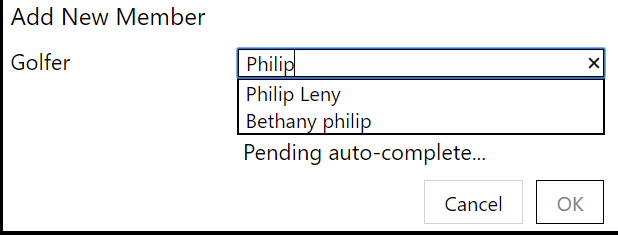 Add New Member
Golfer Philip ×
Philip Leny
Bethany philip
Pending auto-complete...
Cancel OK